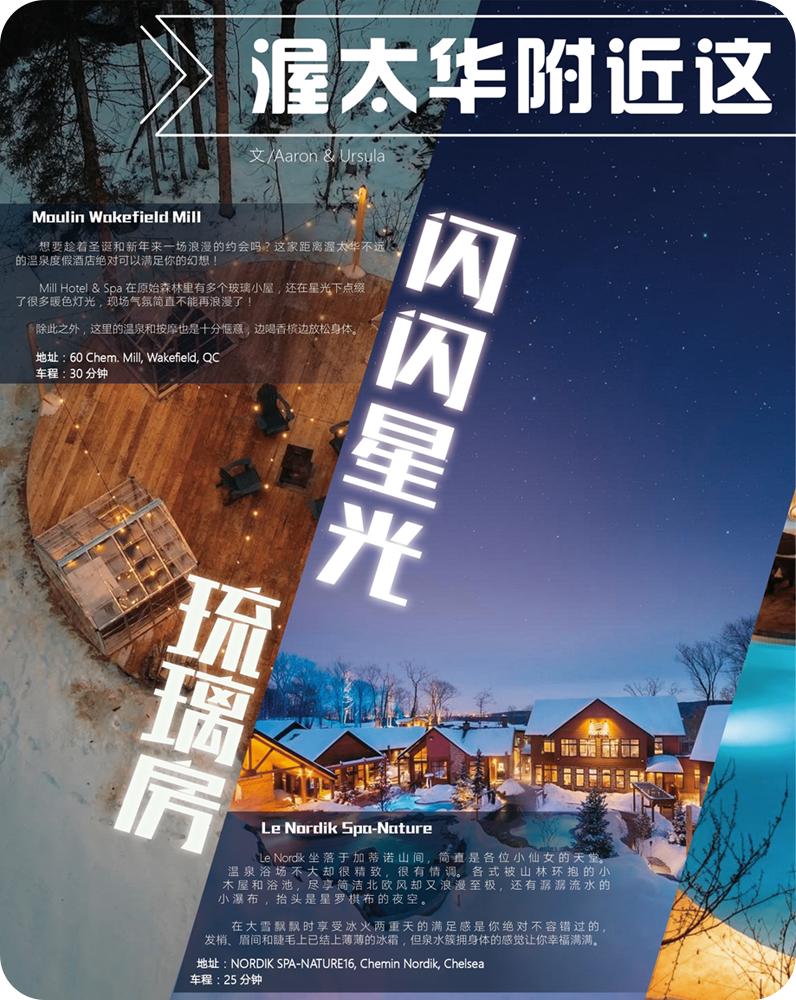 渥太华附近这
文/Aaron & Ursula
Moulin Wakefield Mill
想要趁着圣诞和新年来一场浪漫的约会吗？这家距离渥太华不远
的温泉度假酒店绝对可以满足你的幻想！
Mill Hotel & Spa 在原始森林里有多个玻璃小屋，还在星光下点缀
了很多暖色灯光，现场气氛简直不能再浪漫了！
除此之外，这里的温泉和按摩也是十分惬意，边喝香槟边放松身体。
地址：60 Chem. Mill, Wakefield, QC
车程：30 分钟
闪闪星光
琉璃房
Le Nordik Spa-Nature
Le Nordik 坐落于加蒂诺山间，简直是各位小仙女的天堂。
温泉浴场不大却很精致，很有情调。各式被山林环抱的小
木屋和浴池，尽享简洁北欧风却又浪漫至极，还有潺潺流水的
小瀑布，抬头是星罗棋布的夜空。
在大雪飘飘时享受冰火两重天的满足感是你绝对不容错过的，
发梢、眉间和睫毛上已结上薄薄的冰霜，但泉水簇拥身体的感觉让你幸福满满。
地址：NORDIK SPA-NATURE16, Chemin Nordik, Chelsea
车程：25 分钟